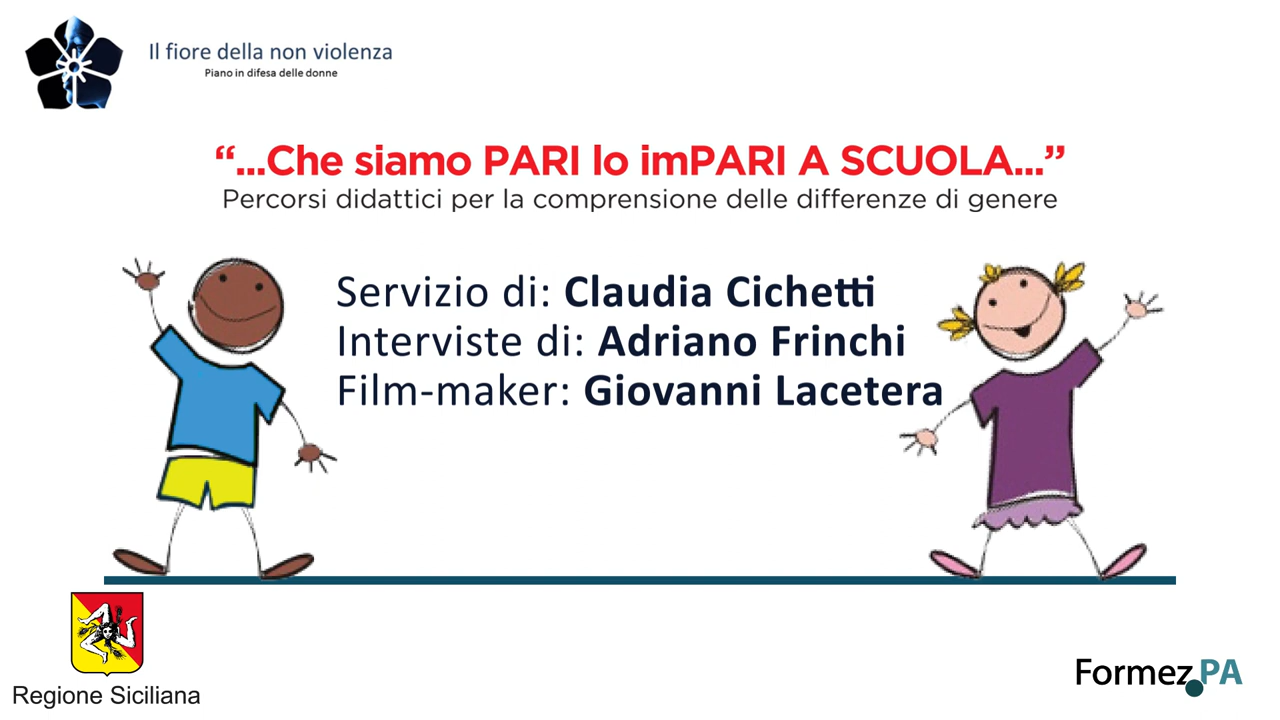 Il fiore della non violenza
Piano in difesa delle donne
“...Che siamo PARI lo imPARI A SCUOLA...”
Percorsi didattici per la comprensione delle differenze di genere
Servizio di: Claudia Cichetti
Interviste di: Adriano Frinchi
Film-maker: Giovanni Lacetera
Regione Siciliana
Formez.PA